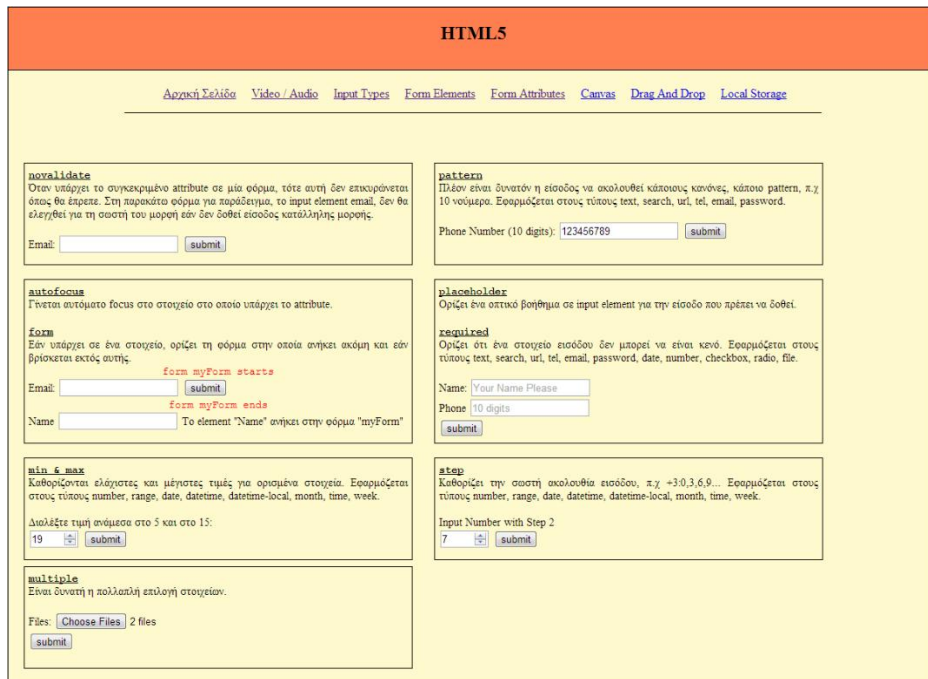 HTML5
Αρχική Σελίδα Video / Audio Input Types Form Elements Form Attributes Canvas Drag And Drop Local Storage
novalidate
Όταν υπάρχει το συγκεκριμένο attribute σε μία φόρμα, τότε αυτή δεν επικυράνεται
όπως θα έπρεπε. Στη παρακάτω φόρμα για παράδειγμα, το input element email, δεν θα
ελεγχθεί για τη σωστή του μορφή εάν δεν δοθεί είσοδος κατάλληλης μορφής.
Email: submit
pattern
Πλέον είναι δυνατόν η είσοδος να ακολουθεί κάποιους κανόνες, κάποιο pattern, π.χ
10 νούμερα. Εφαρμόζεται στους τύπους text, search, url, tel, email, password.
Phone Number (10 digits): 123456789 submit
autofocus
Γίνεται αυτόματο focus στο στοιχείο στο οποίο υπάρχει το attribute.
form
Εάν υπάρχει σε ένα στοιχείο, ορίζει τη φόρμα στην οποία ανήκει ακόμη και εάν
βρίσκεται εκτός αυτής.
form myForm starts
Email: submit
form myForm ends
Name Το element "Name" ανήκει στην φόρμα "myForm"
placeholder
Ορίζει ένα οπτικό βοήθημα σε input element για την είσοδο που πρέπει να δοθεί.
required
Ορίζει ότι ένα στοιχείο εισόδου δεν μπορεί να είναι κενό. Εφαρμόζεται στους
τύπους text, search, url, tel, email, password, date, number, checkbox, radio, file.
Name: Your Name Please
Phone 10 digits
submit
min & max
Καθορίζονται ελάχιστες και μέγιστες τιμές για ορισμένα στοιχεία. Εφαρμόζεται
στους τύπους number, range, date, datetime, datetime-local, month, time, week.
Διαλέξτε τιμή ανάμεσα στο 5 και στο 15:
19 submit
step
Καθορίζει την σωστή ακολουθία εισόδου, π.χ +3:0,3,6,9... Εφαρμόζεται στους
τύπους number, range, date, datetime, datetime-local, month, time, week.
Input Number with Step 2
7 submit
multiple
Είναι δυνατή η πολλαπλή επιλογή στοιχείων.
Files: Choose Files 2 files
submit